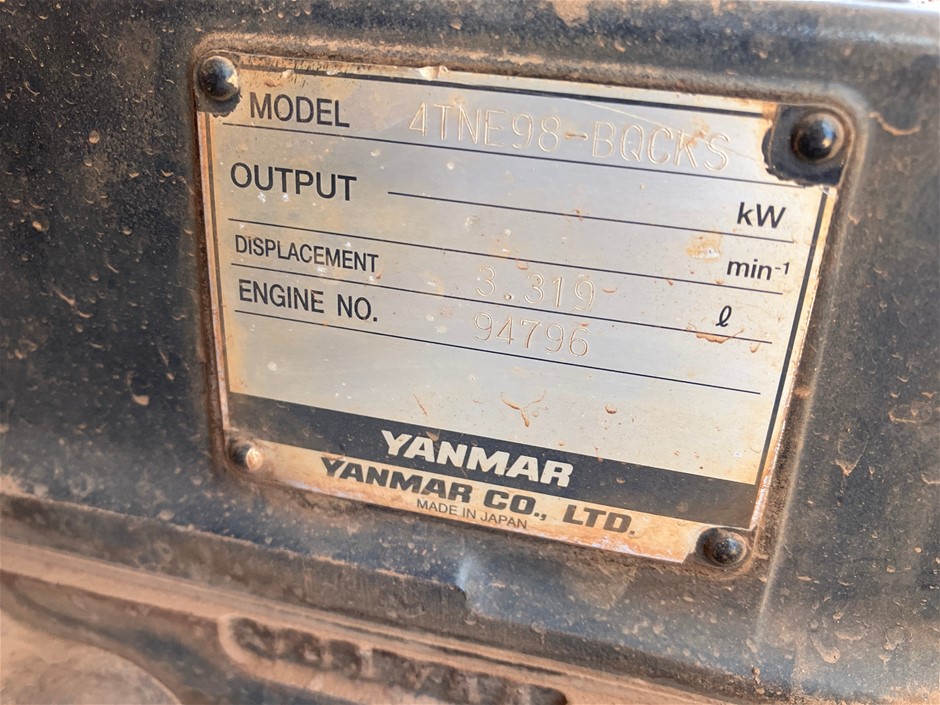 MODEL 4TNE98-BQCKS
OUTPUT kW
min-1
DISPLACEMENT 3.319 ℓ
ENGINE NO. 94796
YANMAR
YANMAR CO., LTD.
MADE IN JAPAN